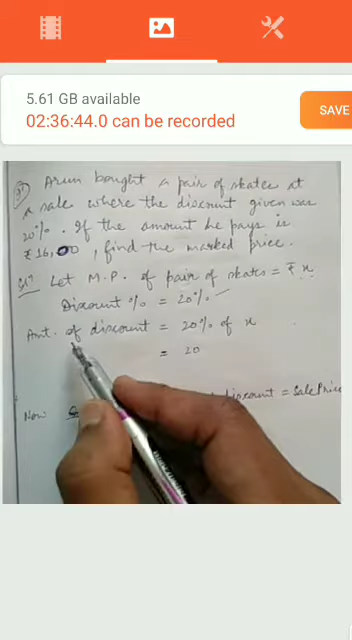 5.61 GB available
02:36:44.0 can be recorded
SAVE
Arun bought a pair of skates at
a sale where the discount given was
20%. If the amount he pays is
₹ 16,00, find the marked price.
Let M.P. of pair of skates = ₹ x
Discount % = 20%
Amt. of discount = 20% of x
= 20
Now discount = Sale Price